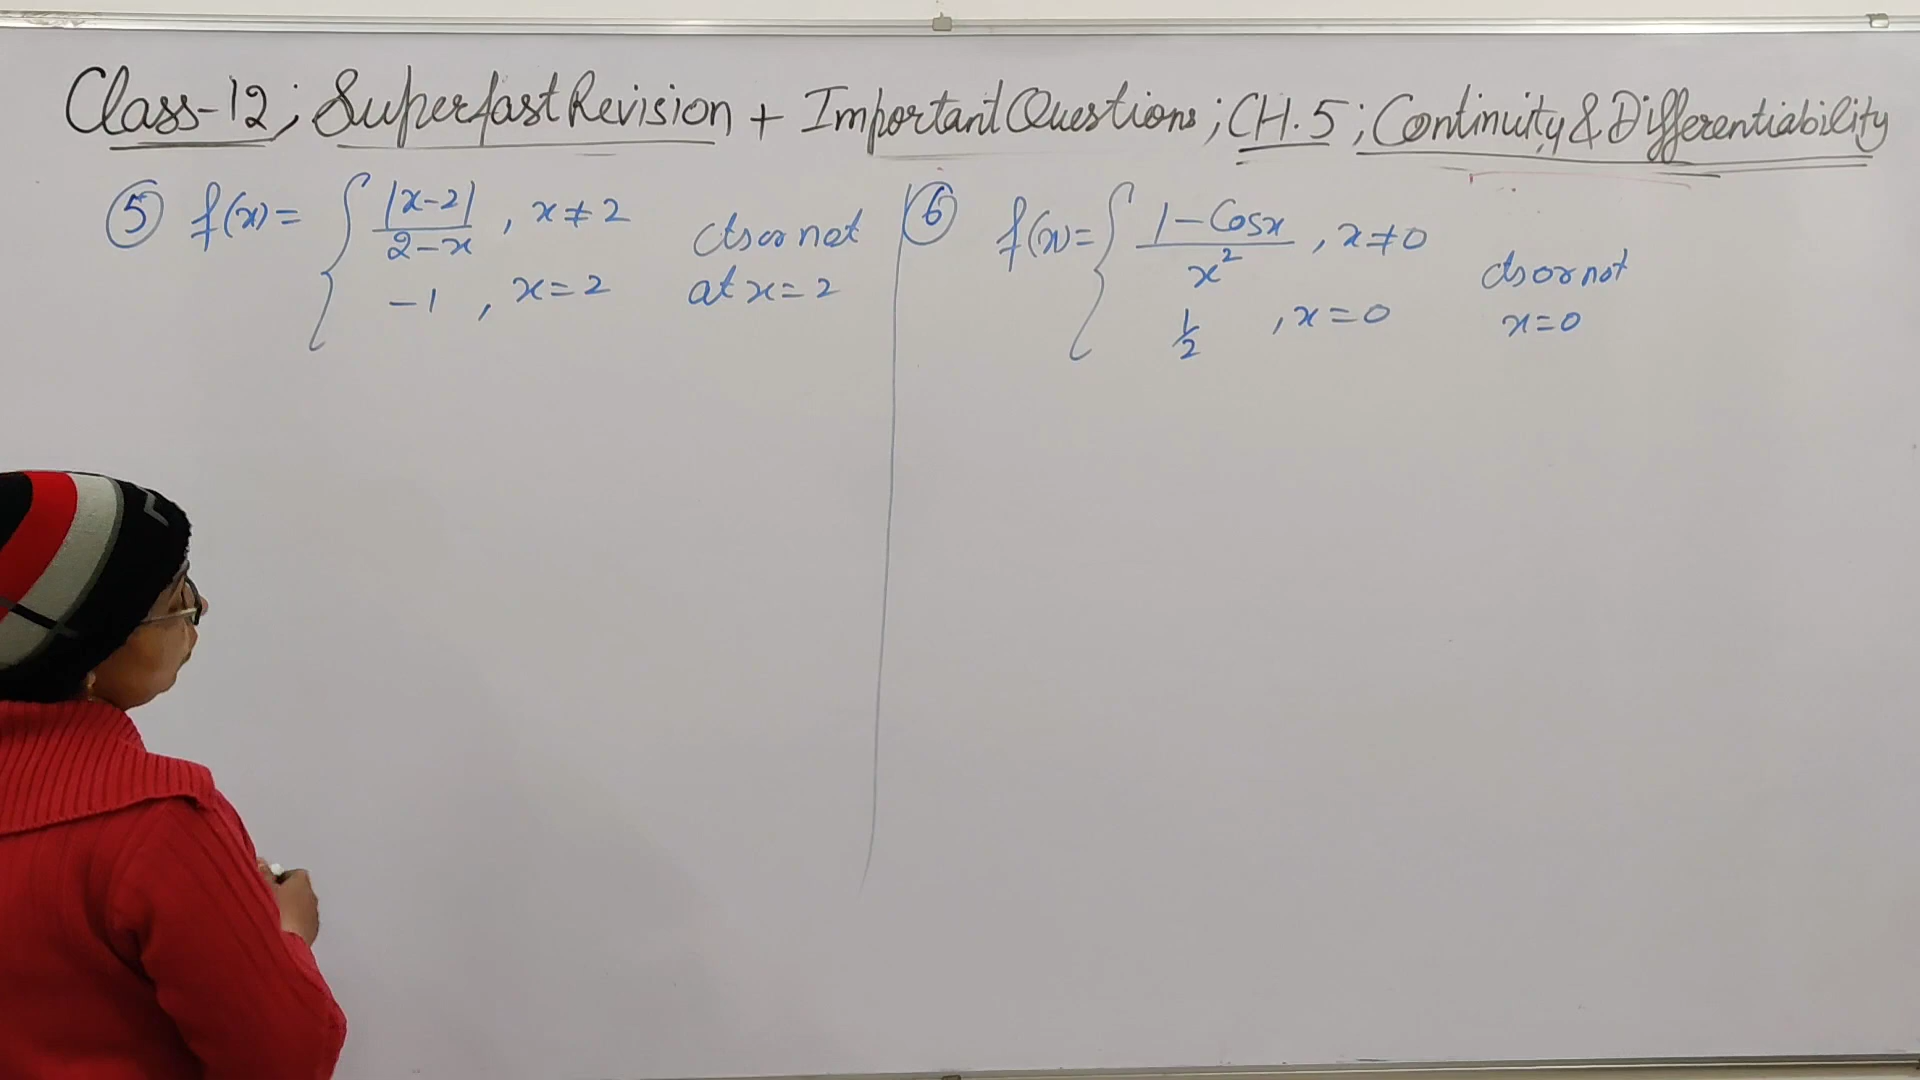 Class-12; Superfast Revision + Important Questions; CH.5; Continuity & Differentiability
⑤ f(x) = { |x-2| / 2-x , x ≠ 2
-1 , x = 2
cts or not
at x = 2
⑥ f(x) = { 1 - Cosx / x² , x ≠ 0
1/2 , x = 0
cts or not
x = 0